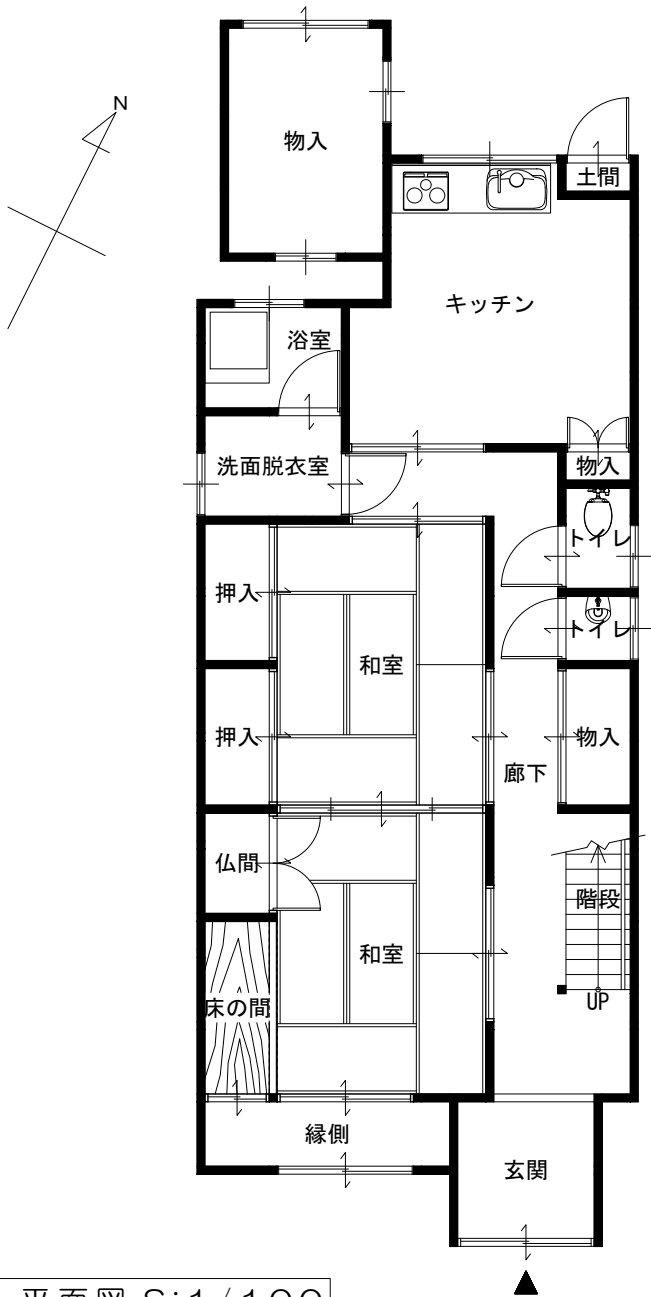 N
物入
土間
キッチン
浴室
洗面脱衣室
物入
トイレ
押入
トイレ
和室
押入
物入
廊下
仏間
階段
和室
床の間
UP
縁側
玄関
平面図 S:1/100